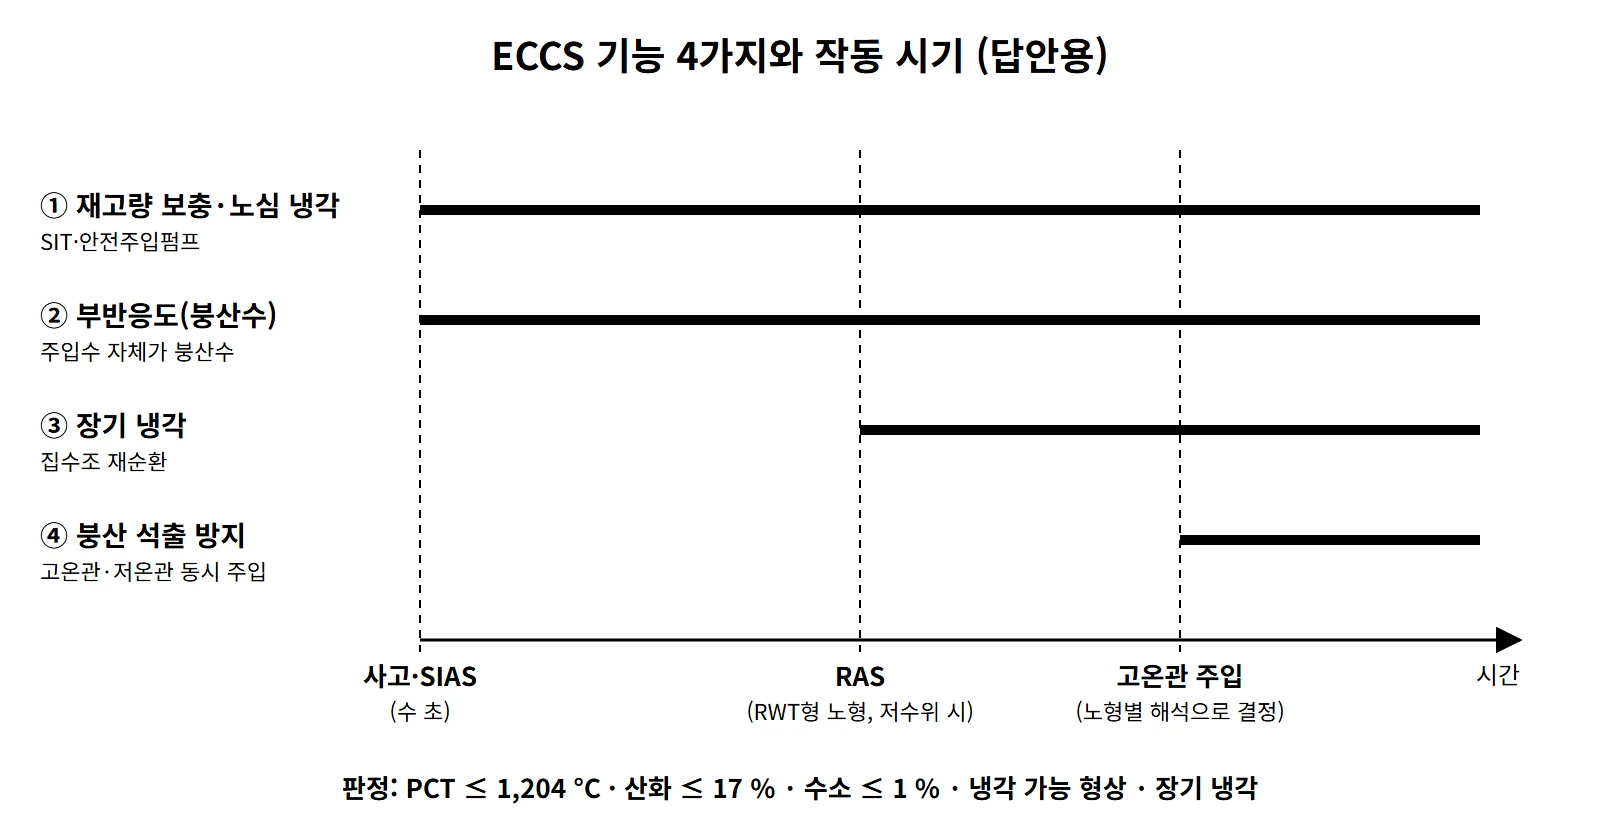 ECCS 기능 4가지와 작동 시기 (답안용)
① 재고량 보충·노심 냉각
SIT·안전주입펌프
② 부반응도(붕산수)
주입수 자체가 붕산수
③ 장기 냉각
집수조 재순환
④ 붕산 석출 방지
고온관·저온관 동시 주입
사고·SIAS
(수 초)
RAS
(RWT형 노형, 저수위 시)
고온관 주입
(노형별 해석으로 결정)
시간
판정: PCT ≤ 1,204 °C · 산화 ≤ 17 % · 수소 ≤ 1 % · 냉각 가능 형상 · 장기 냉각